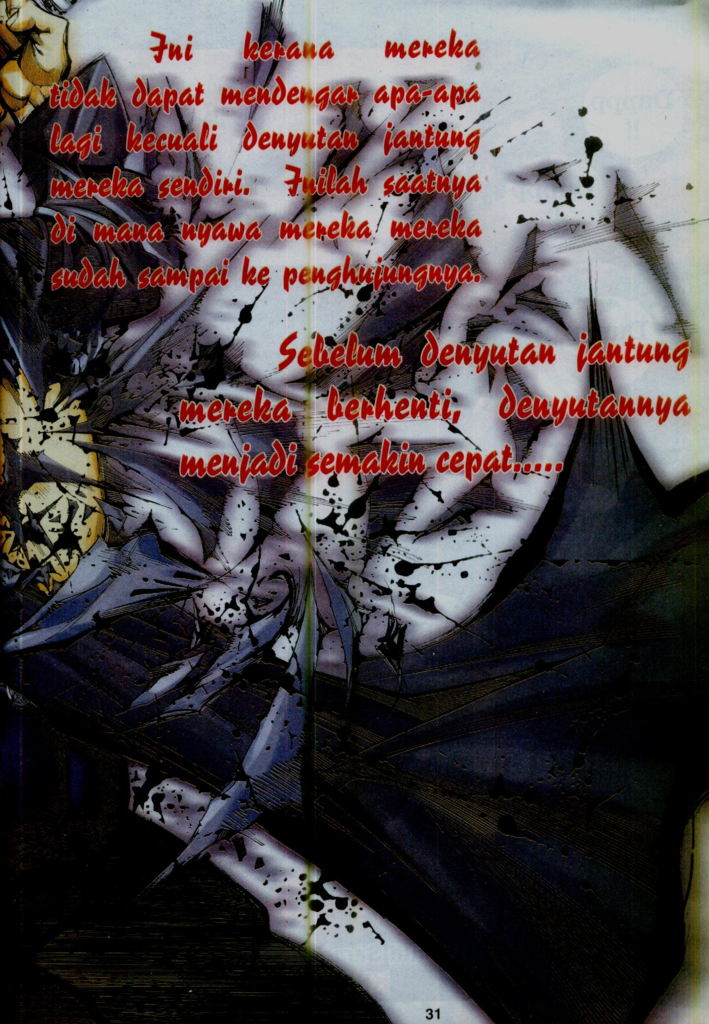 Ini kerana mereka
tidak dapat mendengar apa-apa
lagi kecuali denyutan jantung
mereka sendiri. Inilah saatnya
di mana nyawa mereka mereka
sudah sampai ke penghujungnya.
Sebelum denyutan jantung
mereka berhenti, denyutannya
menjadi semakin cepat.....
31